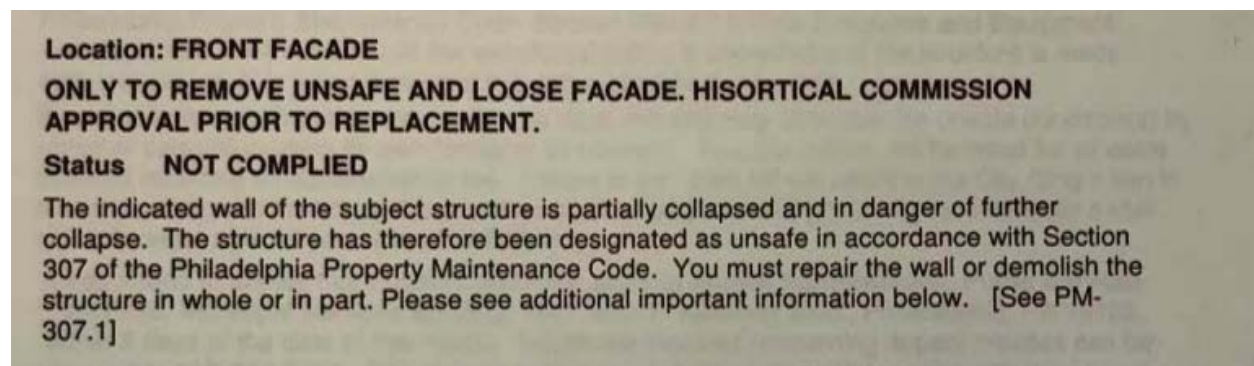 Location: FRONT FACADE
ONLY TO REMOVE UNSAFE AND LOOSE FACADE. HISORTICAL COMMISSION
APPROVAL PRIOR TO REPLACEMENT.
Status NOT COMPLIED
The indicated wall of the subject structure is partially collapsed and in danger of further
collapse. The structure has therefore been designated as unsafe in accordance with Section
307 of the Philadelphia Property Maintenance Code. You must repair the wall or demolish the
structure in whole or in part. Please see additional important information below. [See PM-
307.1]